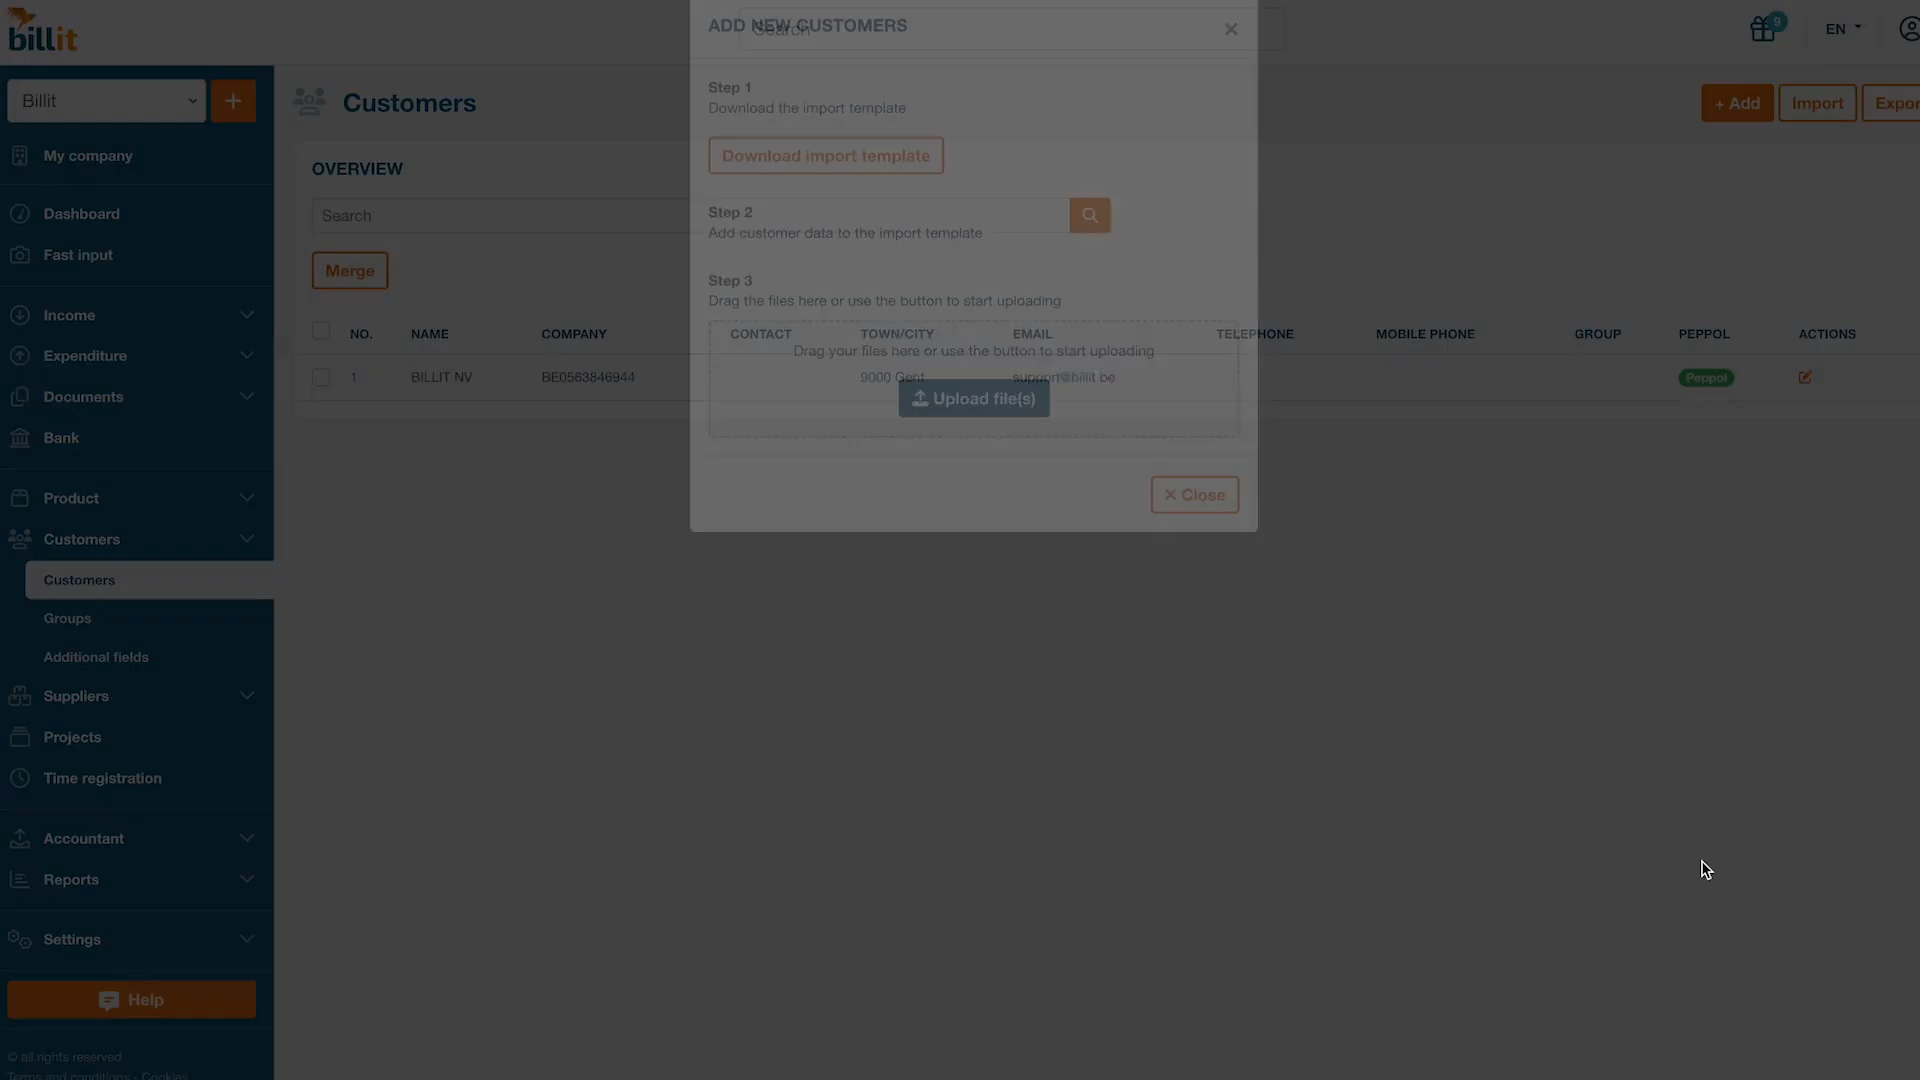 billit
Search
9
EN
Billit
+
My company
Dashboard
Fast input
Income
Expenditure
Documents
Bank
Product
Customers
Customers
Groups
Additional fields
Suppliers
Projects
Time registration
Accountant
Reports
Settings
Help
© all rights reserved
Terms and conditions - Cookies
Customers
+ Add
Import
Expor
OVERVIEW
Search
Merge
NO. NAME COMPANY CONTACT TOWN/CITY EMAIL TELEPHONE MOBILE PHONE GROUP PEPPOL ACTIONS
1 BILLIT NV BE0563846944 9000 Gent support@billit.be Peppol
ADD NEW CUSTOMERS
Step 1
Download the import template
Download import template
Step 2
Add customer data to the import template
Step 3
Drag the files here or use the button to start uploading
Drag your files here or use the button to start uploading
Upload file(s)
× Close